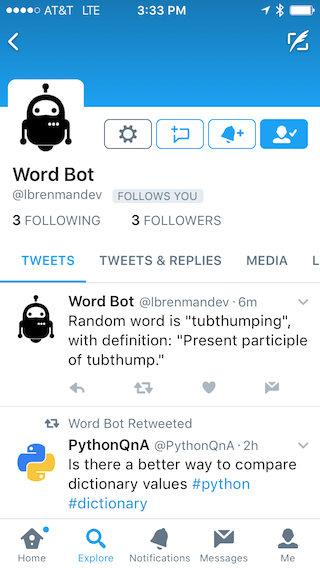 AT&T LTE 3:33 PM
Word Bot
@lbrenmandev FOLLOWS YOU
3 FOLLOWING 3 FOLLOWERS
TWEETS TWEETS & REPLIES MEDIA L
Word Bot @lbrenmandev · 6m
Random word is "tubthumping",
with definition: "Present participle
of tubthump."
Word Bot Retweeted
PythonQnA @PythonQnA · 2h
Is there a better way to compare
dictionary values #python
#dictionary
Home Explore Notifications Messages Me